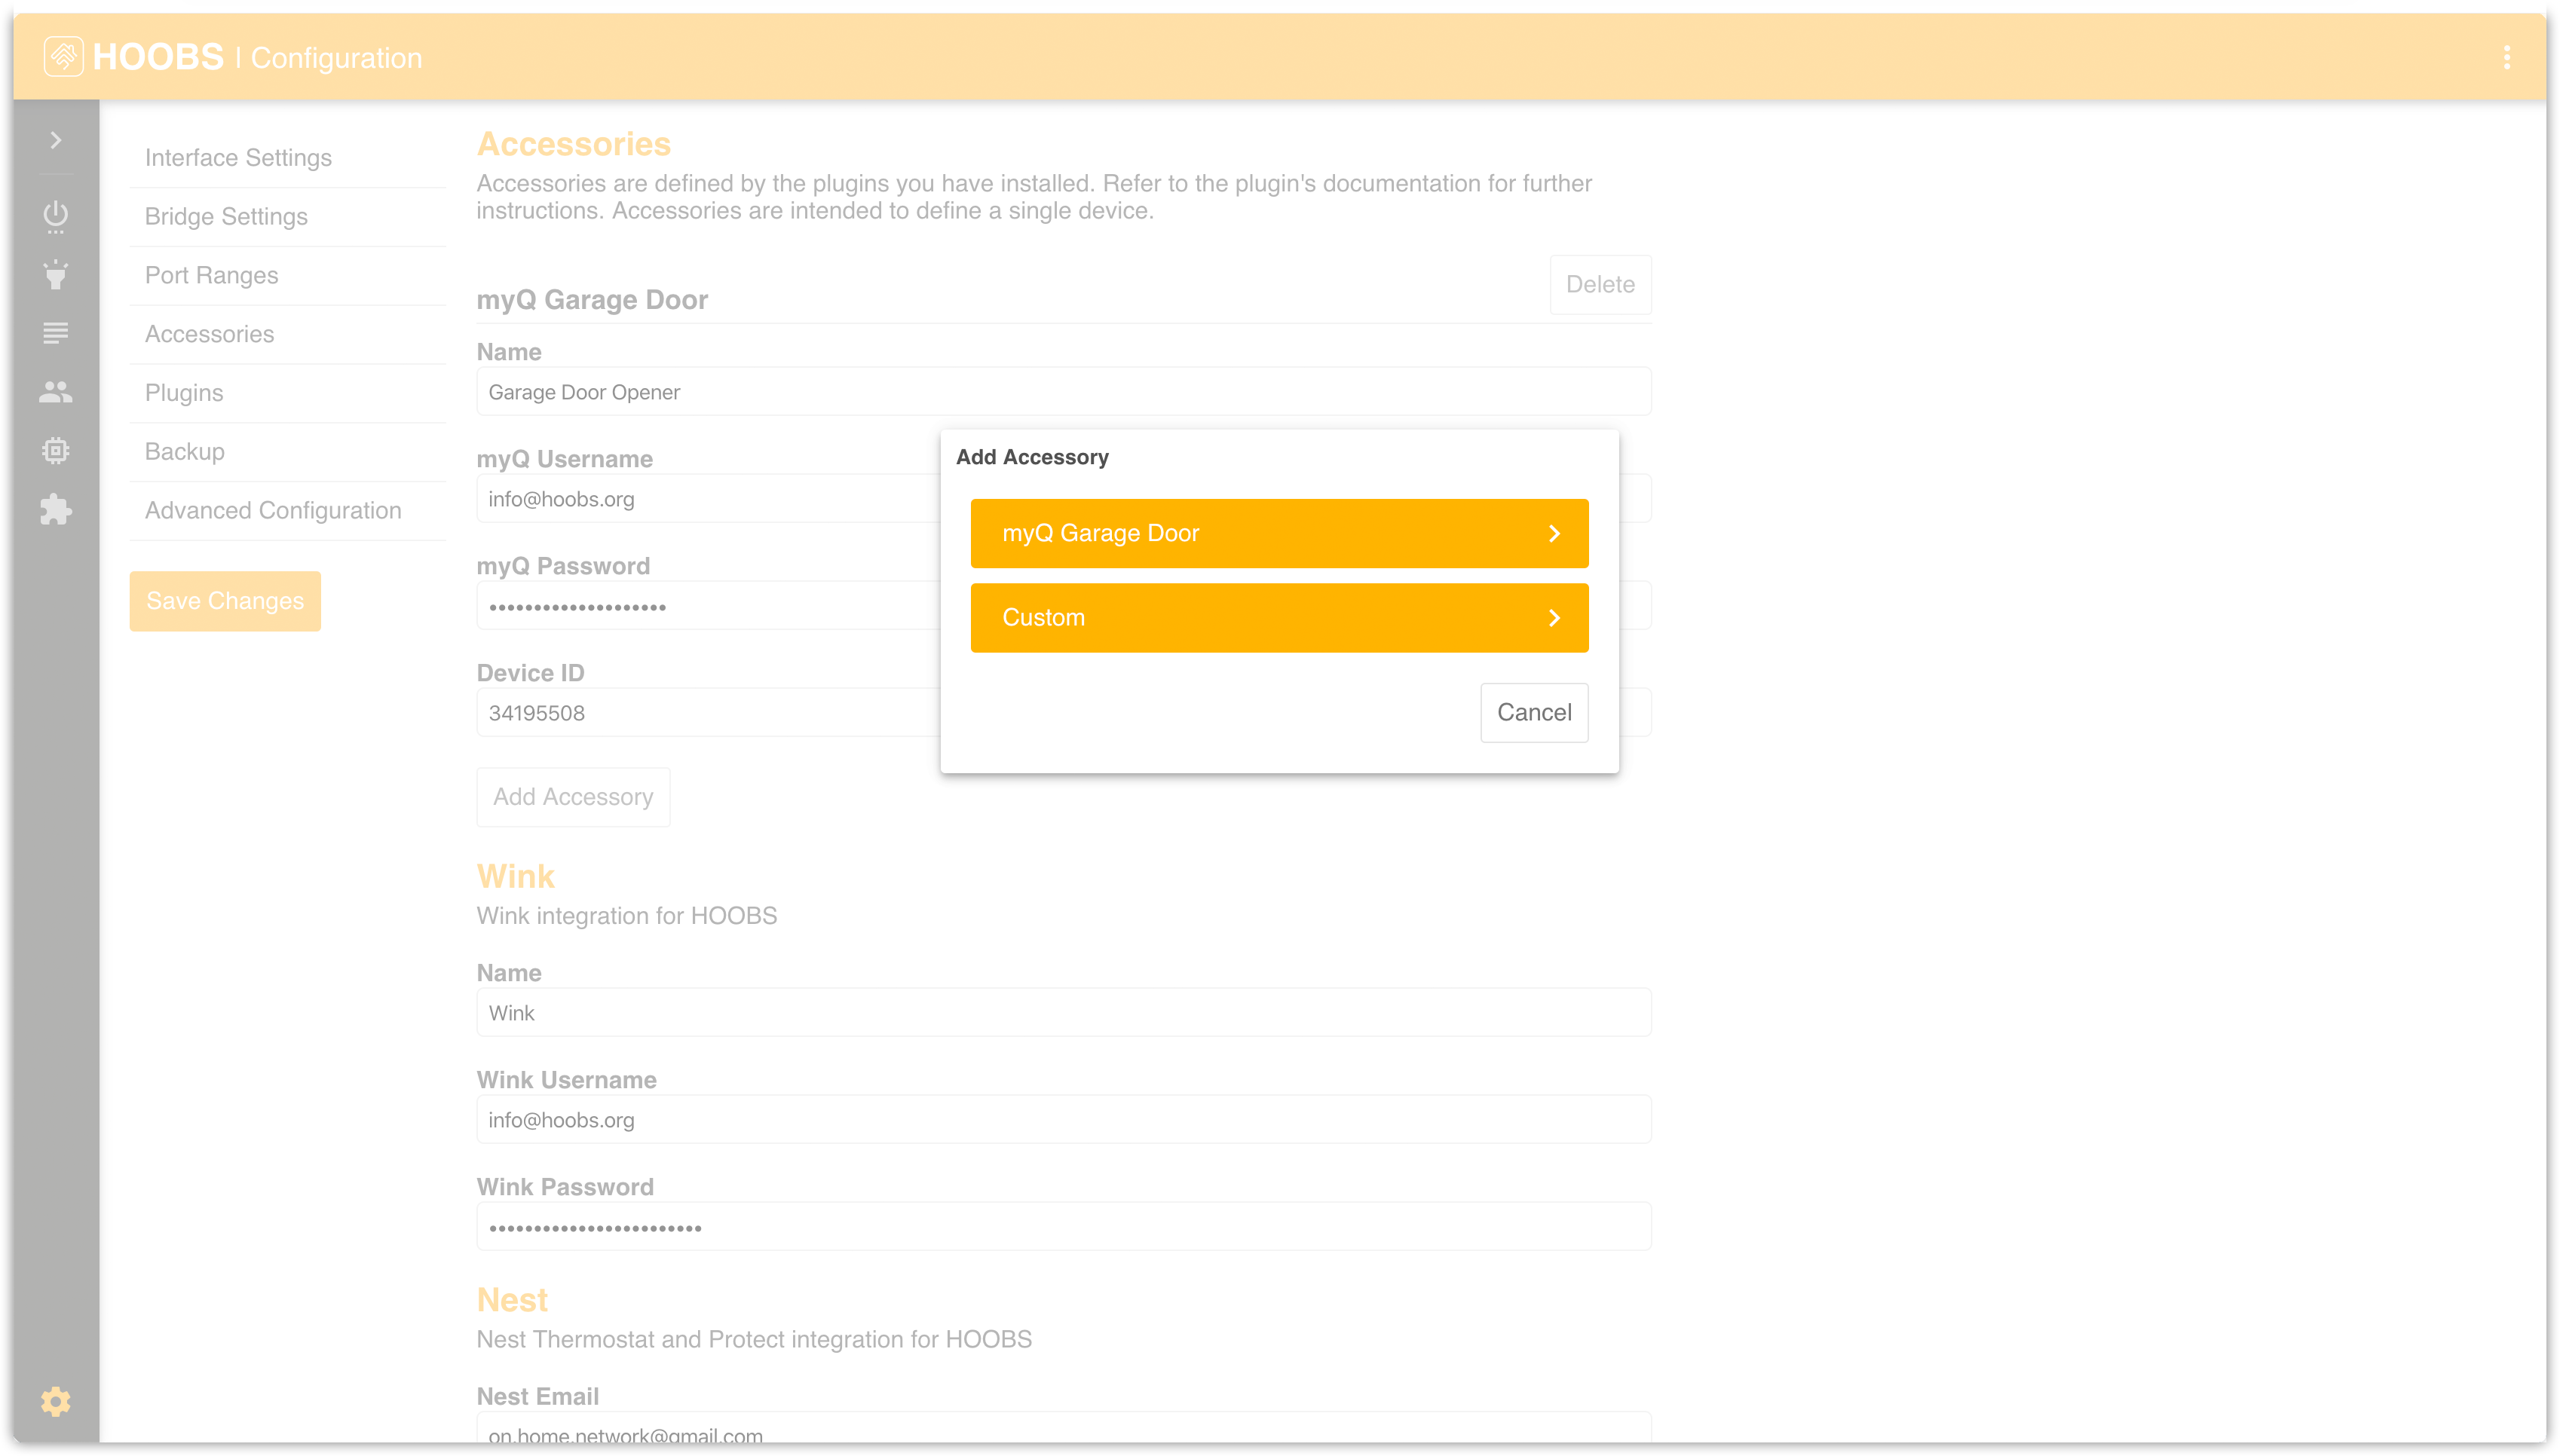 HOOBS | Configuration
Interface Settings
Bridge Settings
Port Ranges
Accessories
Plugins
Backup
Advanced Configuration
Save Changes
Accessories
Accessories are defined by the plugins you have installed. Refer to the plugin's documentation for further
instructions. Accessories are intended to define a single device.
Delete
myQ Garage Door
Name
Garage Door Opener
myQ Username
info@hoobs.org
myQ Password
••••••••••••••••••••
Device ID
34195508
Add Accessory
Add Accessory
myQ Garage Door
Custom
Cancel
Wink
Wink integration for HOOBS
Name
Wink
Wink Username
info@hoobs.org
Wink Password
••••••••••••••••••••••••
Nest
Nest Thermostat and Protect integration for HOOBS
Nest Email
on.home.network@gmail.com